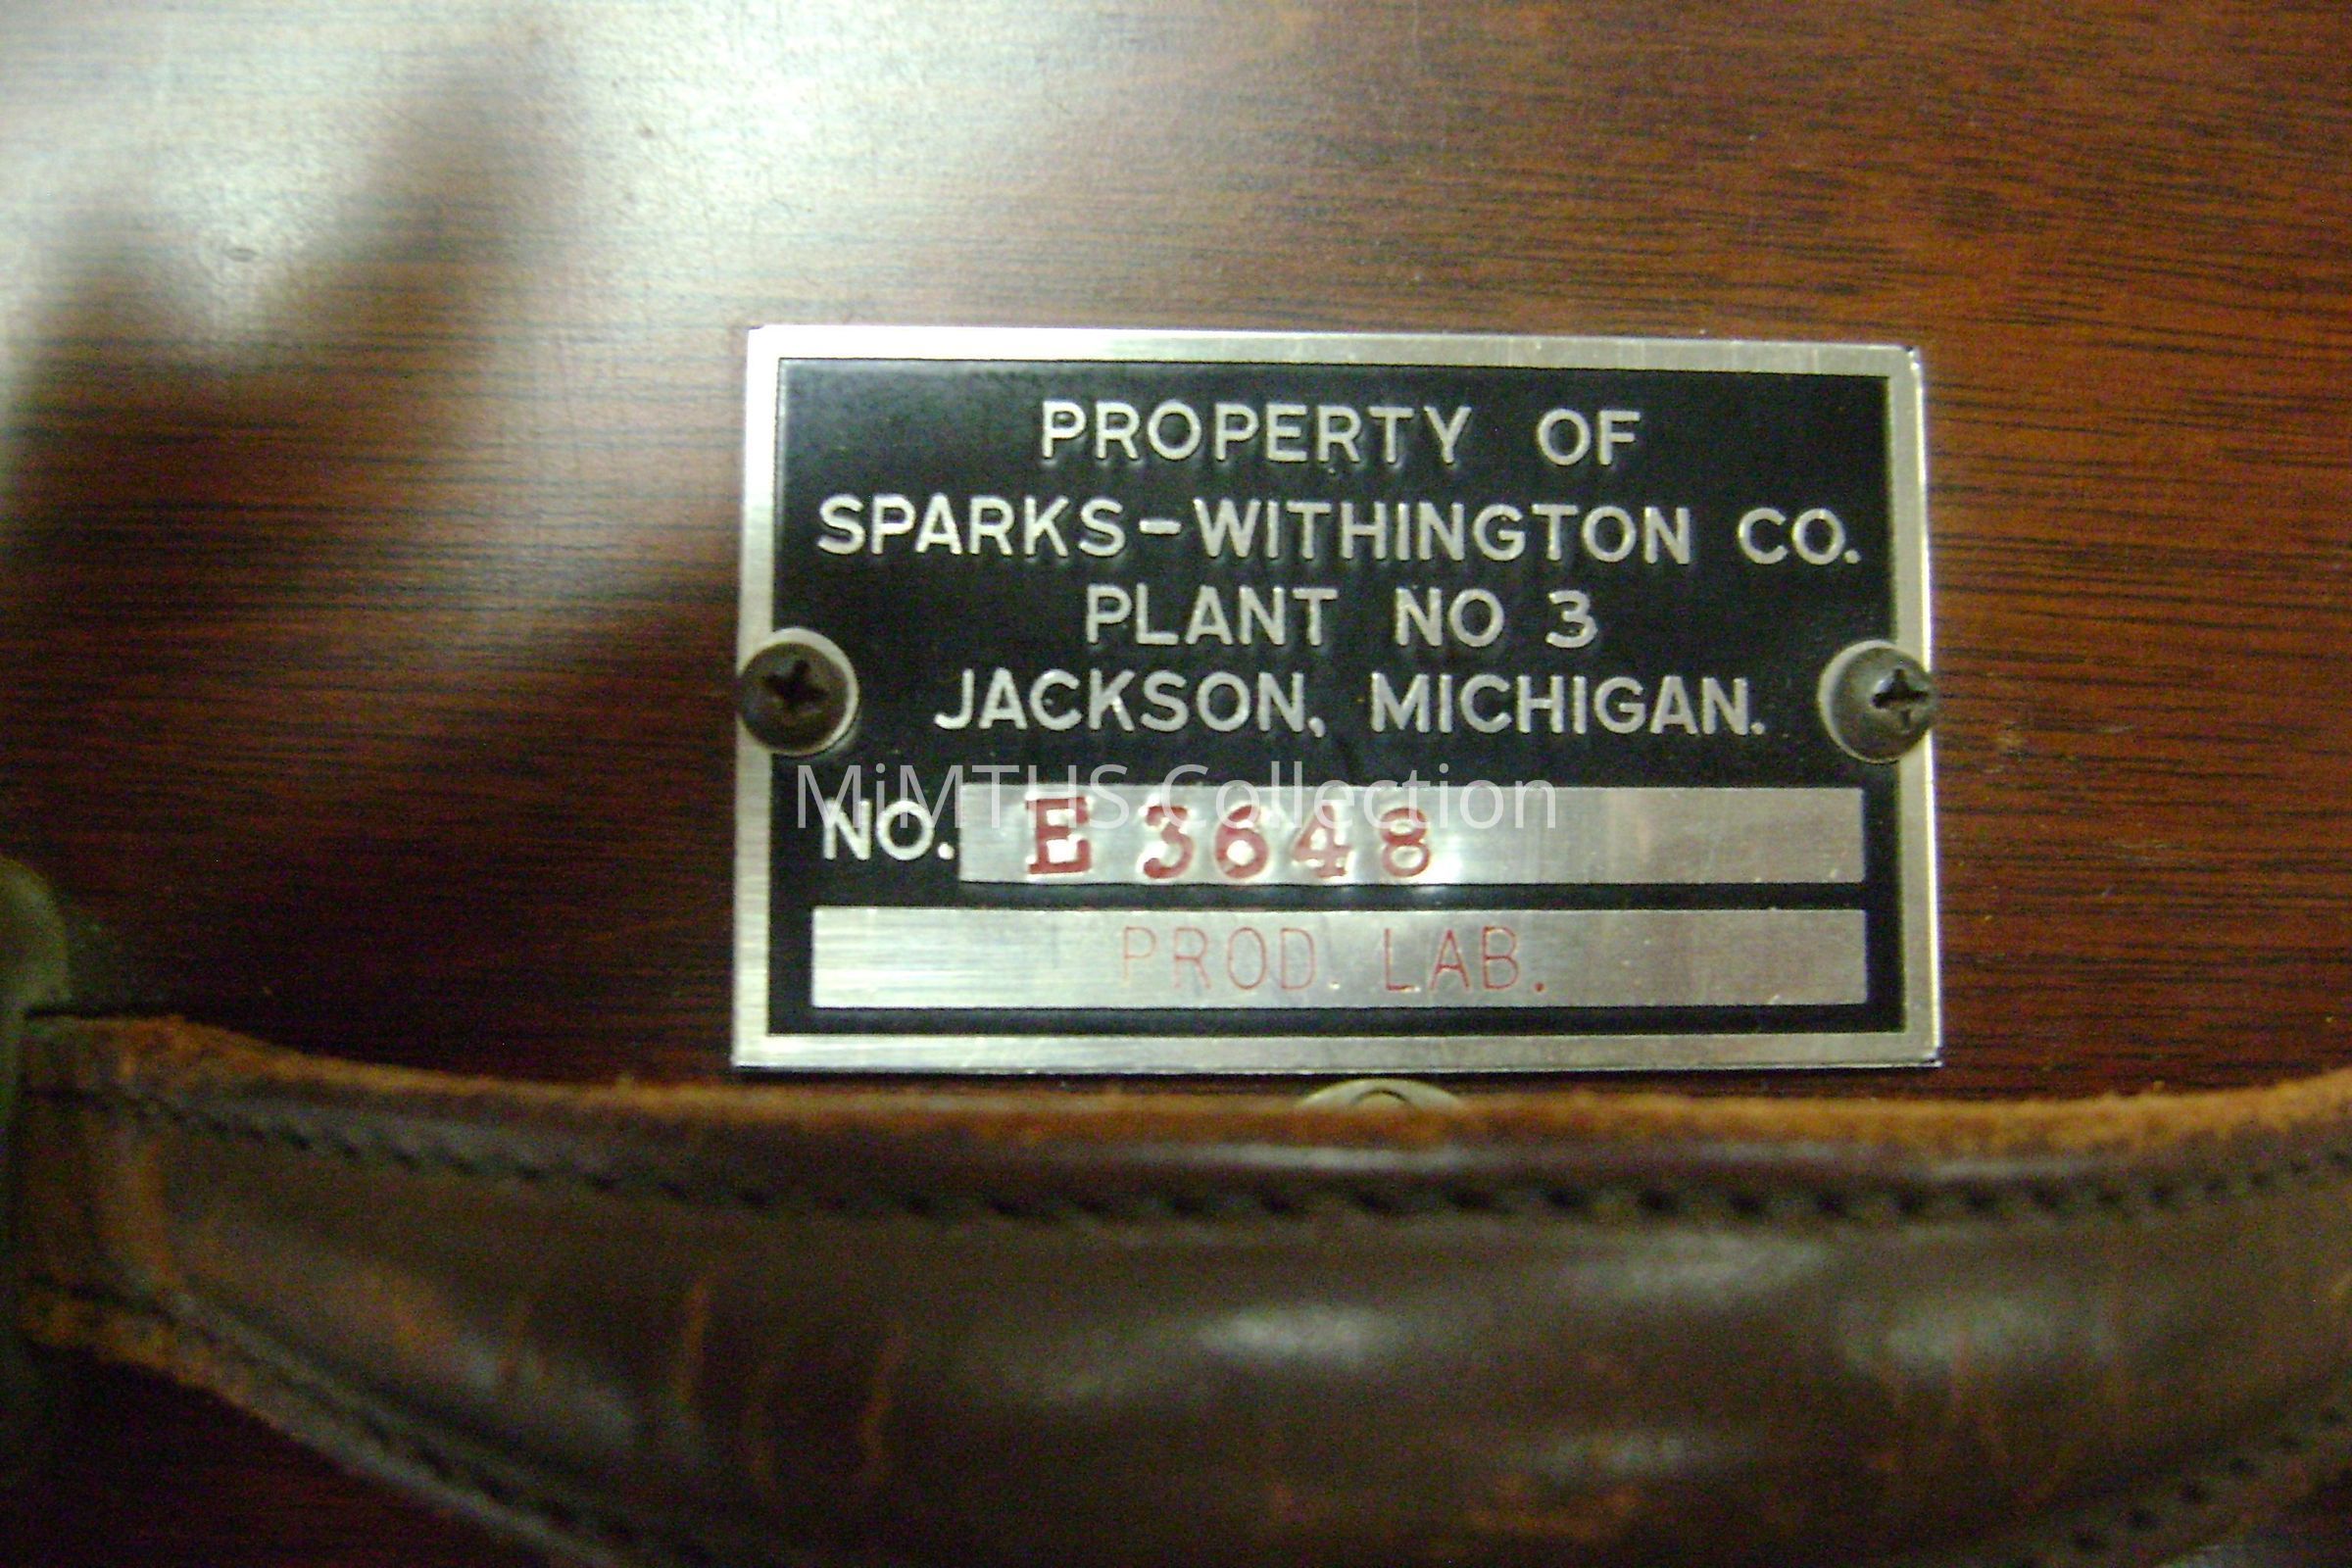 PROPERTY OF
SPARKS-WITHINGTON CO.
PLANT NO 3
JACKSON, MICHIGAN.
MiMTHS Collection
NO. E 3648
PROD. LAB.